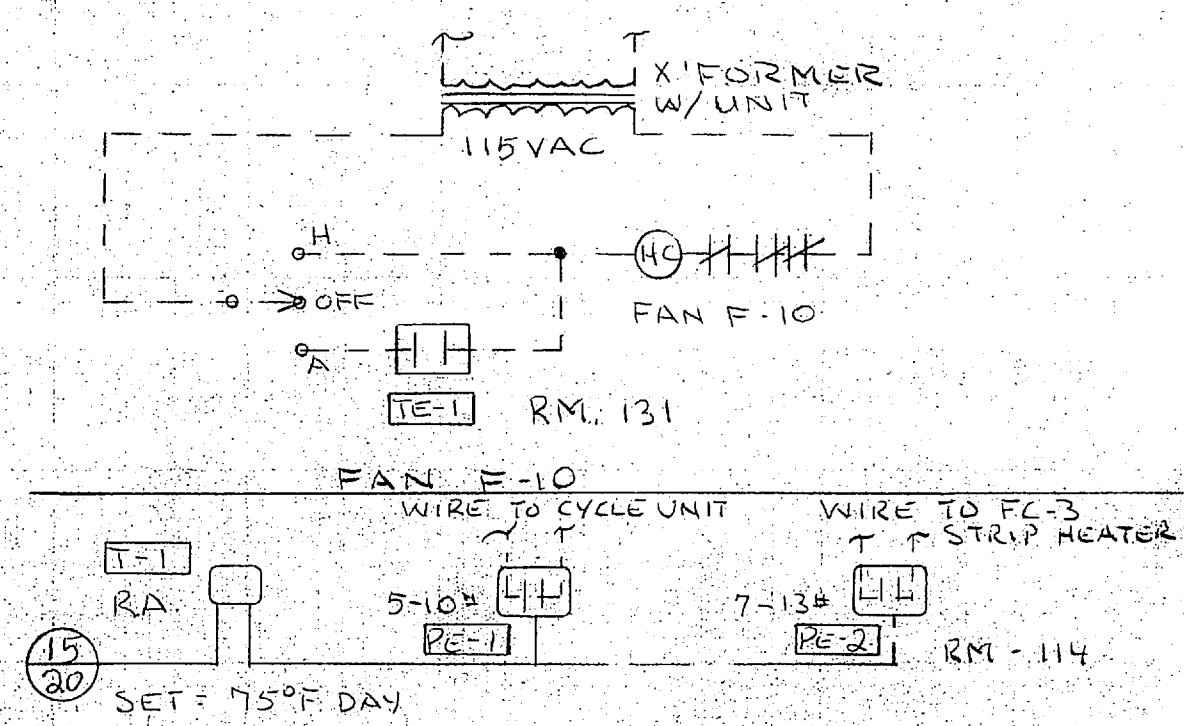 X'FORMER
W/ UNIT
115VAC
H
OFF
A
MC
FAN F-10
TE-1
RM. 131
FAN F-10
WIRE TO CYCLE UNIT
WIRE TO FC-3
STRIP HEATER
T-1
RA
5-10#
PE-1
7-13#
PE-2
RM - 114
15
20
SET = 75°F DAY